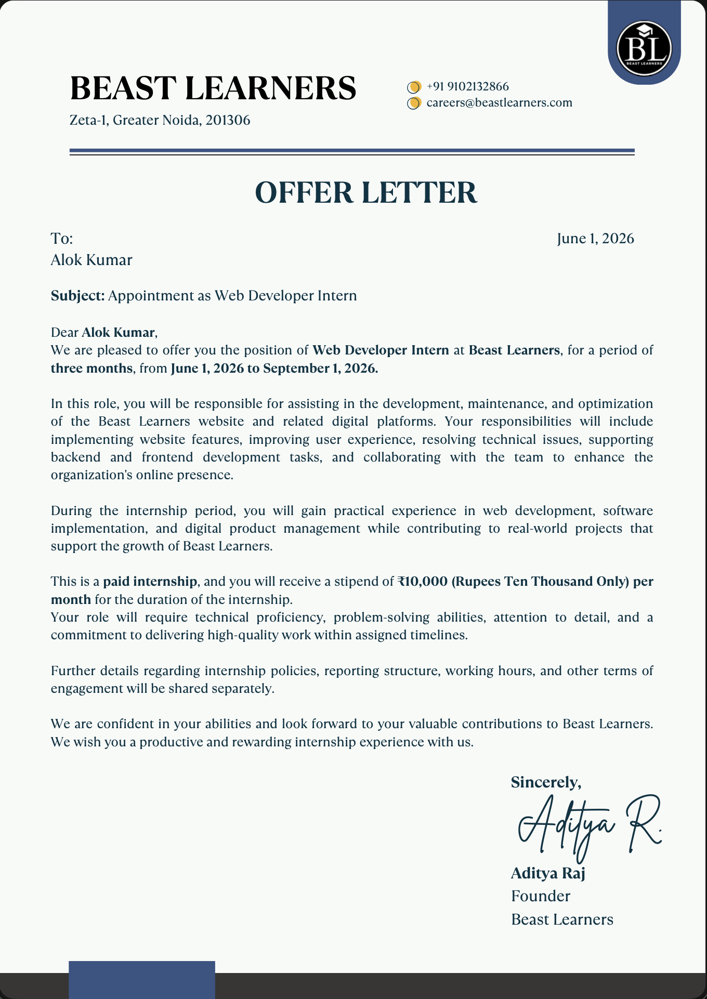 BL
BEAST LEARNERS
BEAST LEARNERS
Zeta-1, Greater Noida, 201306
+91 9102132866
careers@beastlearners.com
OFFER LETTER
To:
June 1, 2026
Alok Kumar
Subject: Appointment as Web Developer Intern
Dear Alok Kumar,
We are pleased to offer you the position of Web Developer Intern at Beast Learners, for a period of
three months, from June 1, 2026 to September 1, 2026.
In this role, you will be responsible for assisting in the development, maintenance, and optimization
of the Beast Learners website and related digital platforms. Your responsibilities will include
implementing website features, improving user experience, resolving technical issues, supporting
backend and frontend development tasks, and collaborating with the team to enhance the
organization's online presence.
During the internship period, you will gain practical experience in web development, software
implementation, and digital product management while contributing to real-world projects that
support the growth of Beast Learners.
This is a paid internship, and you will receive a stipend of ₹10,000 (Rupees Ten Thousand Only) per
month for the duration of the internship.
Your role will require technical proficiency, problem-solving abilities, attention to detail, and a
commitment to delivering high-quality work within assigned timelines.
Further details regarding internship policies, reporting structure, working hours, and other terms of
engagement will be shared separately.
We are confident in your abilities and look forward to your valuable contributions to Beast Learners.
We wish you a productive and rewarding internship experience with us.
Sincerely,
Aditya R.
Aditya Raj
Founder
Beast Learners